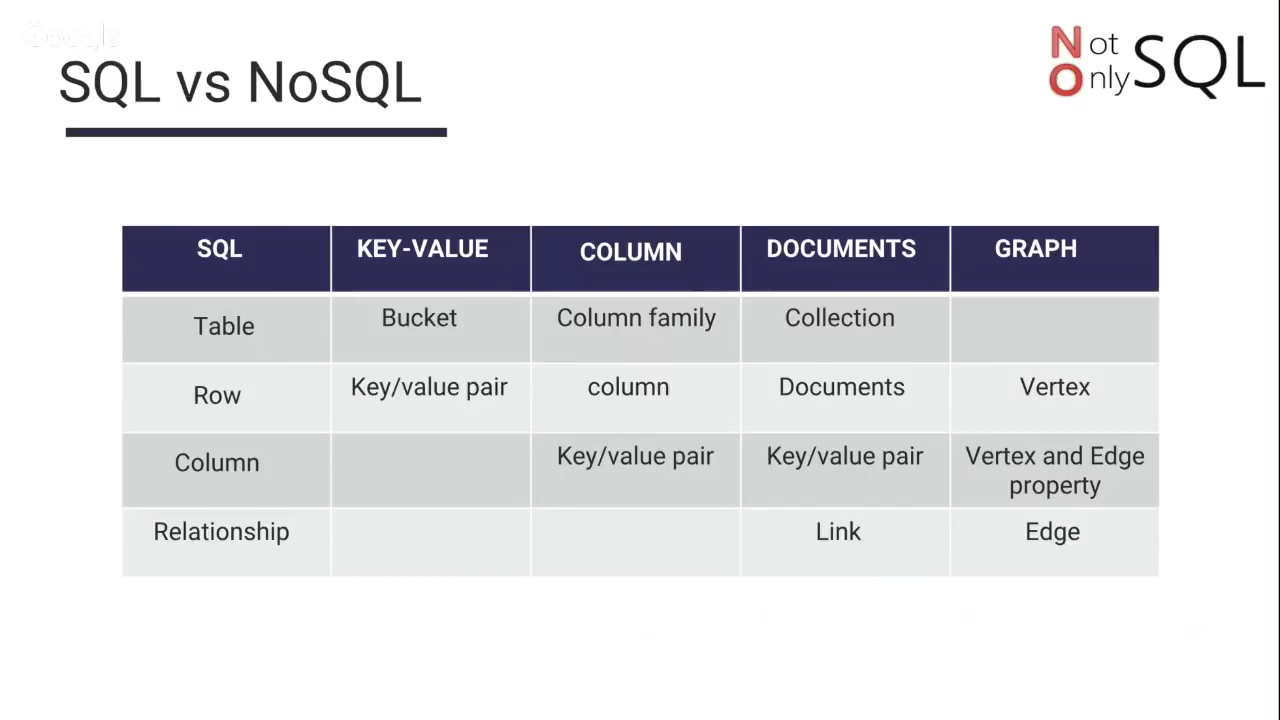 Google
SQL vs NoSQL
Not
Only SQL
SQL KEY-VALUE COLUMN DOCUMENTS GRAPH
Table Bucket Column family Collection
Row Key/value pair column Documents Vertex
Column Key/value pair Key/value pair Vertex and Edge
property
Relationship Link Edge